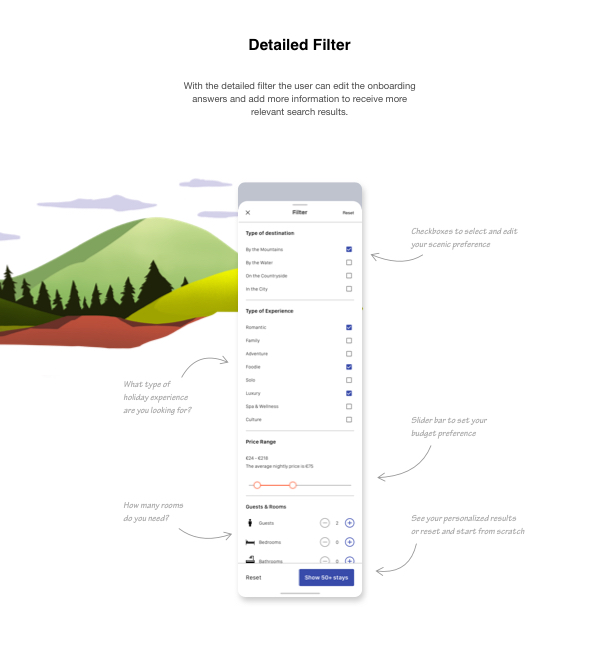 Detailed Filter
With the detailed filter the user can edit the onboarding
answers and add more information to receive more
relevant search results.
Filter
Reset
Type of destination
By the Mountains
By the Water
On the Countryside
In the City
Type of Experience
Romantic
Family
Adventure
Foodie
Solo
Luxury
Spa & Wellness
Culture
Price Range
€24 - €216
The average nightly price is €75
Guests & Rooms
Guests
2
Bedrooms
0
Bathrooms
0
Reset
Show 50+ stays
Checkboxes to select and edit
your scenic preference
What type of
holiday experience
are you looking for?
Slider bar to set your
budget preference
How many rooms
do you need?
See your personalized results
or reset and start from scratch